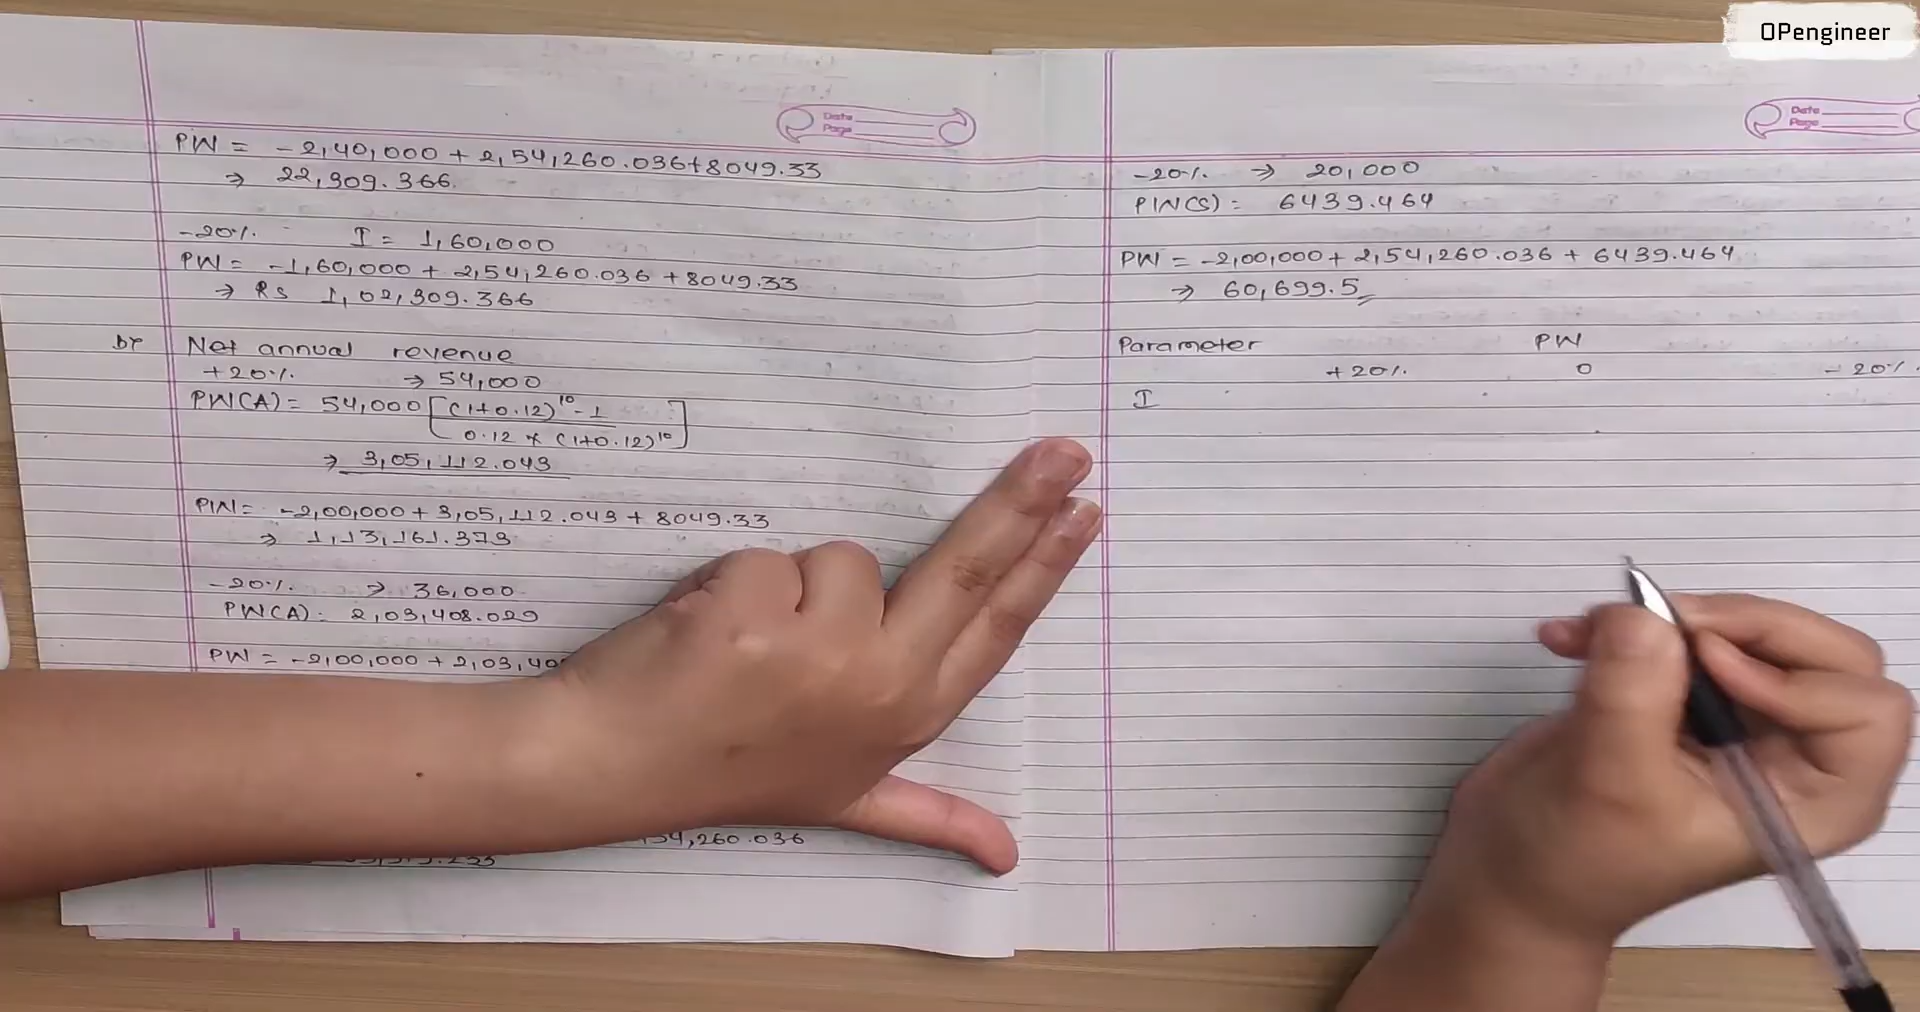 OPengineer
Date
Page
PW = -2,40,000 + 2,54,260.036+8049.33
⇒ 22,309.366
-20% I = 1,60,000
PW = -1,60,000 + 2,54,260.036 + 8049.33
⇒ RS 1,02,309.366
by Net annual revenue
+20% ⇒ 54,000
PW(A) = 54,000 [(1+0.12)^10 - 1
0.12 × (1+0.12)^10]
⇒ 3,05,112.043
PW = -2,00,000 + 3,05,112.043 + 8049.33
⇒ 1,13,161.373
-20% ⇒ 36,000
PW(A) = 2,03,408.029
PW = -2,00,000 + 2,03,40
54,260.036
Date
Page
-20% ⇒ 20,000
PW(S) = 6439.464
PW = -2,00,000 + 2,54,260.036 + 6439.464
⇒ 60,699.5
Parameter PW
+20% 0 -20%
I